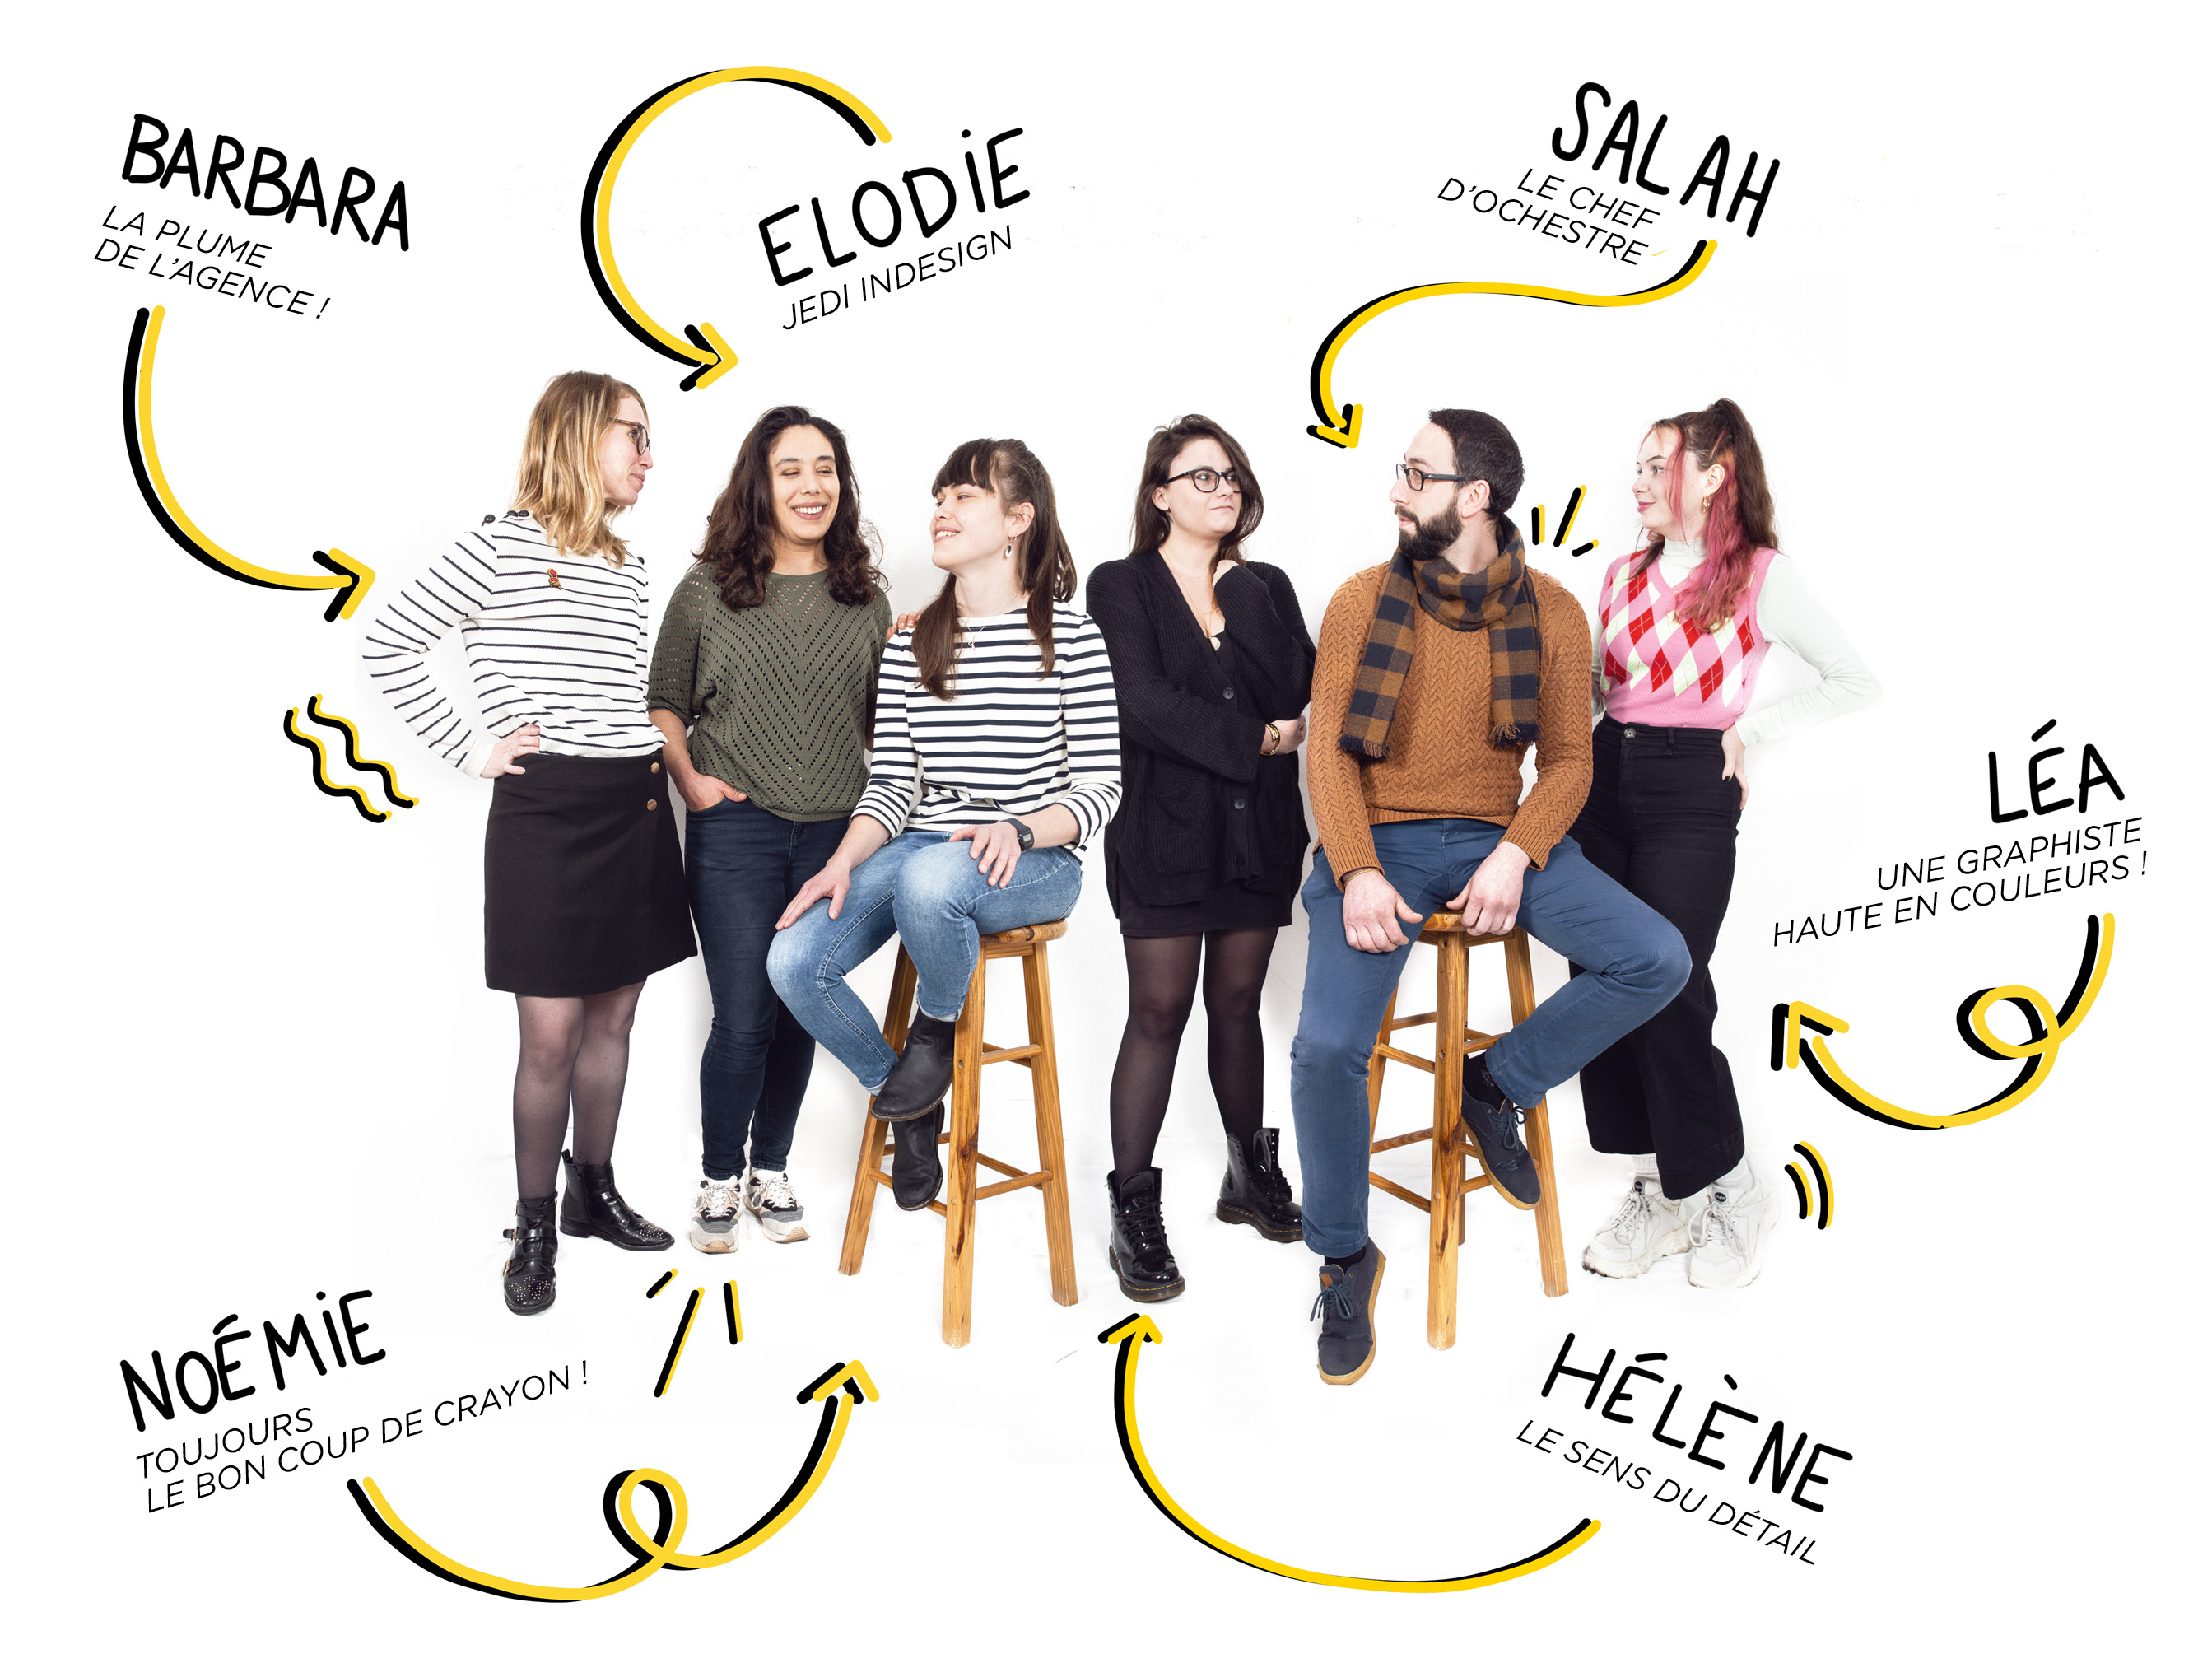 BARBARA
LA PLUME
DE L'AGENCE !
ELODiE
JEDI INDESIGN
SALAH
LE CHEF
D'OCHESTRE
LÉA
UNE GRAPHISTE
HAUTE EN COULEURS !
NOÉMiE
TOUJOURS
LE BON COUP DE CRAYON !
HÉLÈNE
LE SENS DU DÉTAIL